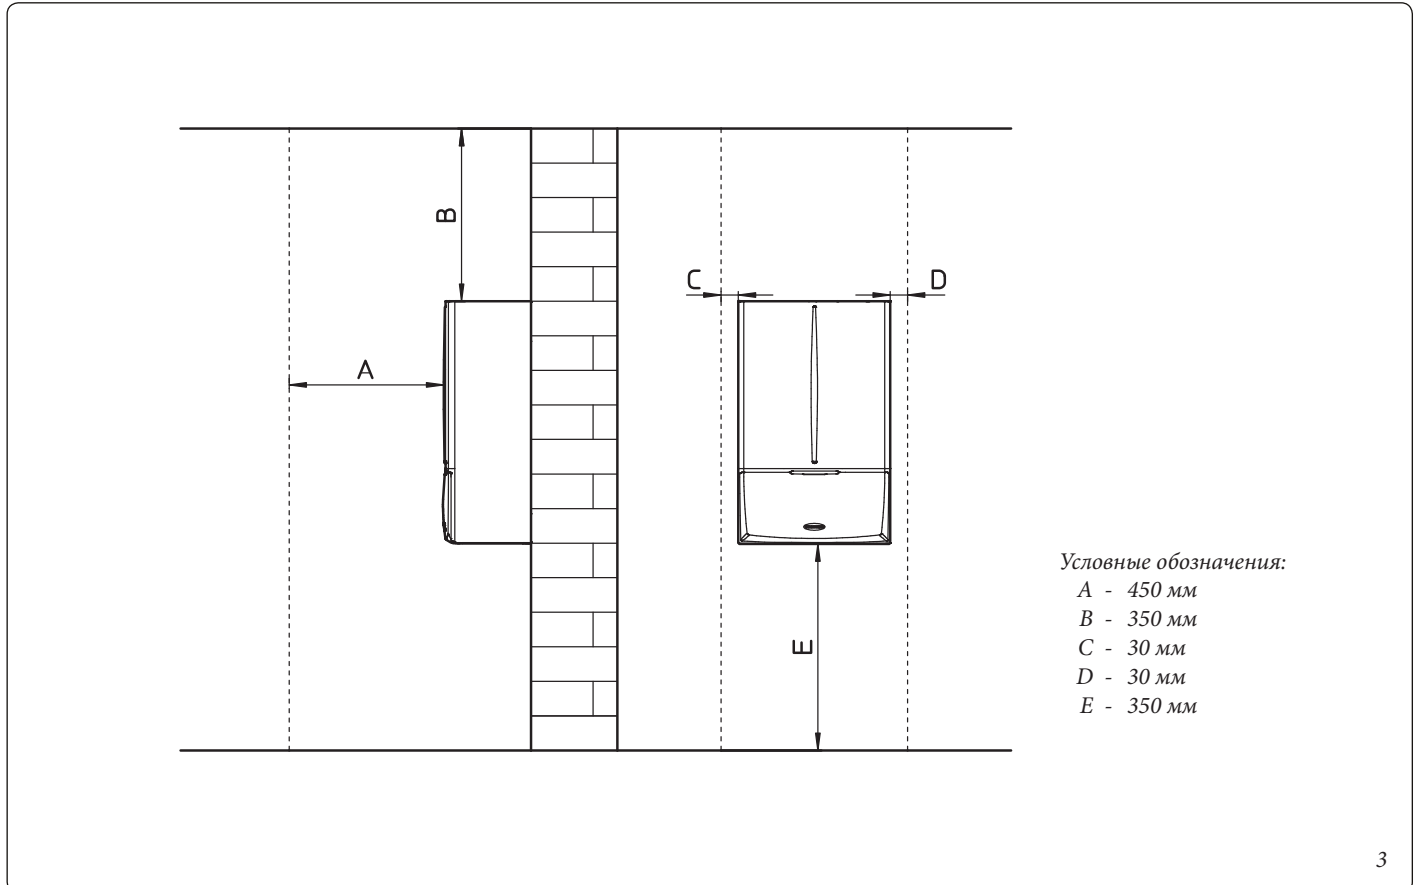 B
C
D
A
E
Условные обозначения:
A - 450 мм
B - 350 мм
C - 30 мм
D - 30 мм
E - 350 мм
3